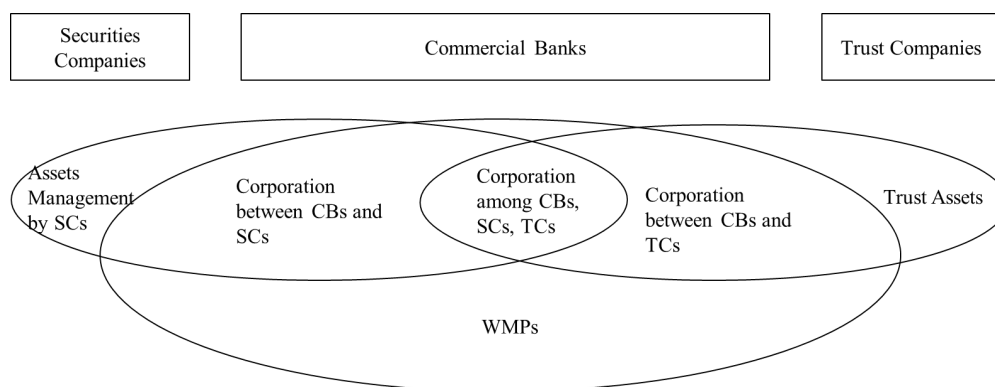 Securities
Companies
Commercial Banks
Trust Companies
Assets
Management
by SCs
Corporation
between CBs and
SCs
Corporation
among CBs,
SCs, TCs
Corporation
between CBs and
TCs
Trust Assets
WMPs